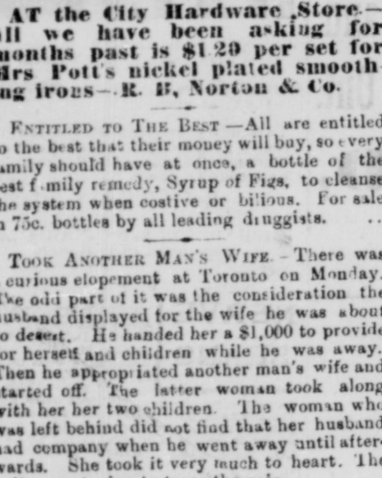 AT the City Hardware Store—
all we have been asking for
months past is $1 20 per set for
Mrs Pott's nickel plated smooth
ing irons—R. B, Norton & Co.
ENTITLED TO THE BEST—All are entitled
to the best that their money will buy, so every
family should have at once, a bottle of the
best family remedy, Syrup of Figs, to cleanse
the system when costive or bilious. For sale
in 75c. bottles by all leading druggists.
TOOK ANOTHER MAN'S WIFE.—There was
a curious elopement at Toronto on Monday.
The odd part of it was the consideration the
husband displayed for the wife he was about
to desert. He handed her a $1,000 to provide
for herself and children while he was away.
Then he appropriated another man's wife and
started off. The latter woman took along
with her her two children. The woman who
was left behind did not find that her husband
had company when he went away until after-
wards. She took it very much to heart. The